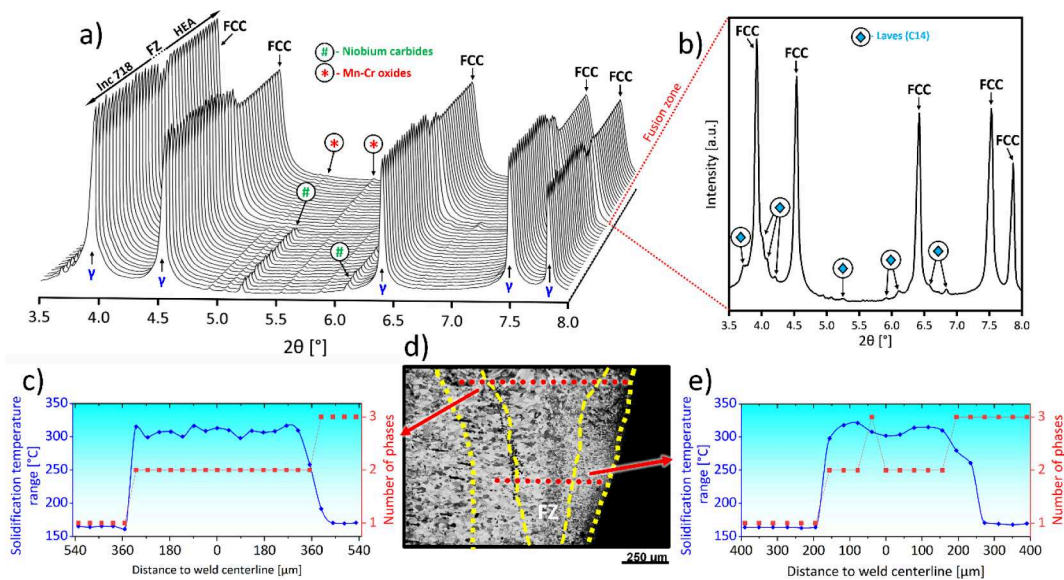 a)
Inc 718
FZ
HEA
FCC
FCC
FCC
FCC
FCC
# - Niobium carbides
* - Mn-Cr oxides
*
*
#
#
γ
γ
γ
γ
γ
3.5 4.0 4.5 5.0 5.5 6.0 6.5 7.0 7.5 8.0
2θ [°]
Fusion zone
b)
- Laves (C14)
FCC
FCC
FCC
FCC
FCC
Intensity [a.u.]
3.5 4.0 4.5 5.0 5.5 6.0 6.5 7.0 7.5 8.0
2θ [°]
c)
Solidification temperature
range [°C]
350
300
250
200
150
3
2
1
Number of phases
540 360 180 0 180 360 540
Distance to weld centerline [µm]
d)
FZ
250 um
e)
Solidification temperature
range [°C]
350
300
250
200
150
3
2
1
Number of phases
400 300 200 100 0 100 200 300 400
Distance to weld centerline [µm]